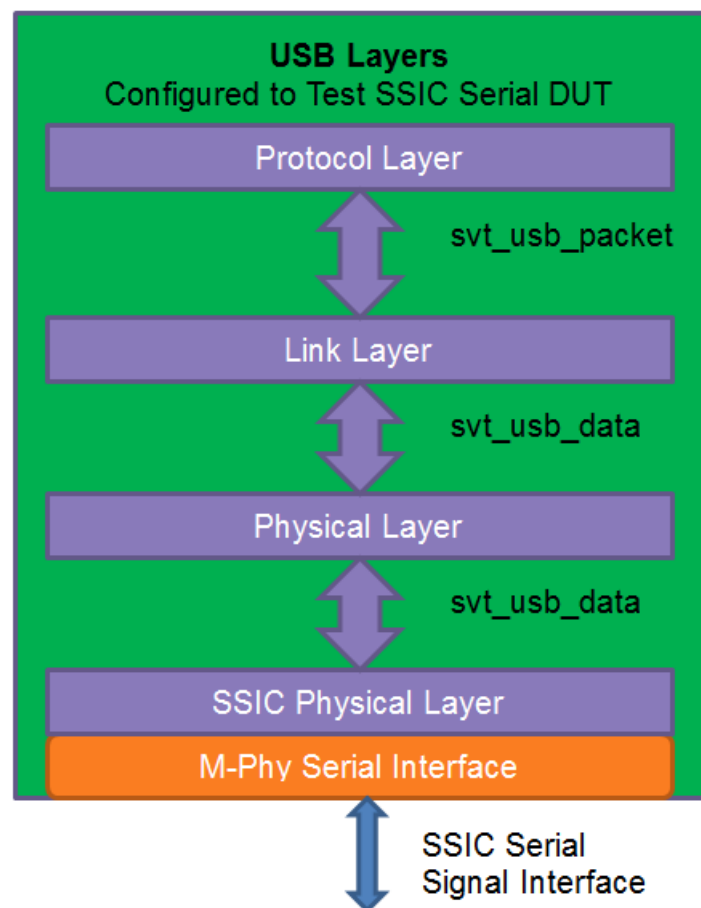 USB Layers
Configured to Test SSIC Serial DUT
Protocol Layer
svt_usb_packet
Link Layer
svt_usb_data
Physical Layer
svt_usb_data
SSIC Physical Layer
M-Phy Serial Interface
SSIC Serial
Signal Interface